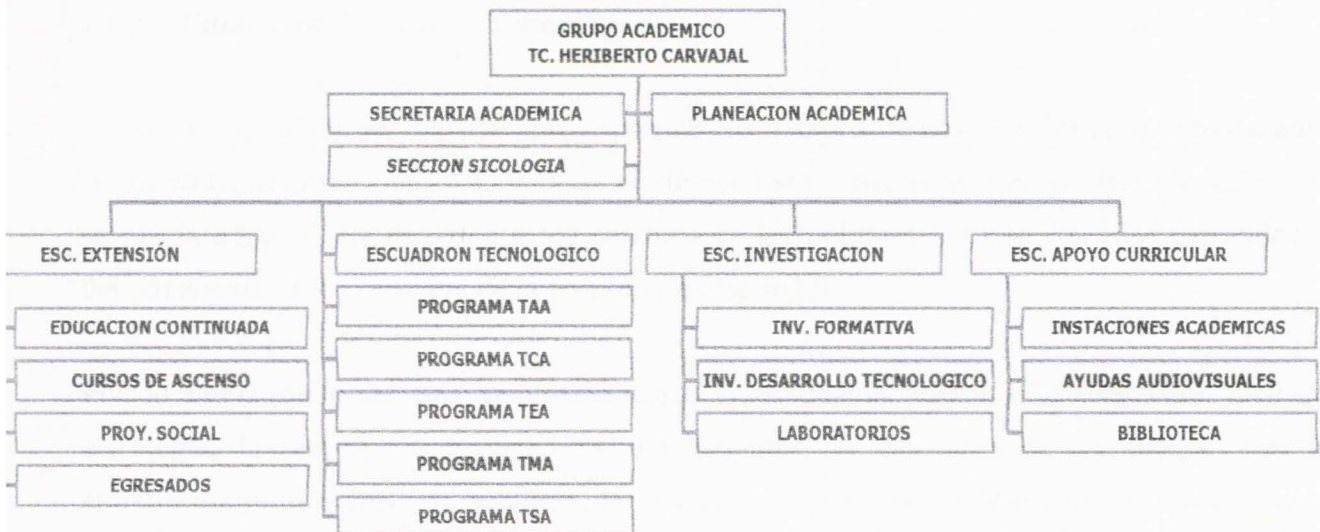 GRUPO ACADEMICO
TC. HERIBERTO CARVAJAL
SECRETARIA ACADEMICA
PLANEACION ACADEMICA
SECCION SICOLOGIA
ESC. EXTENSIÓN
EDUCACION CONTINUADA
CURSOS DE ASCENSO
PROY. SOCIAL
EGRESADOS
ESCUADRON TECNOLOGICO
PROGRAMA TAA
PROGRAMA TCA
PROGRAMA TEA
PROGRAMA TMA
PROGRAMA TSA
ESC. INVESTIGACION
INV. FORMATIVA
INV. DESARROLLO TECNOLOGICO
LABORATORIOS
ESC. APOYO CURRICULAR
INSTACIONES ACADEMICAS
AYUDAS AUDIOVISUALES
BIBLIOTECA